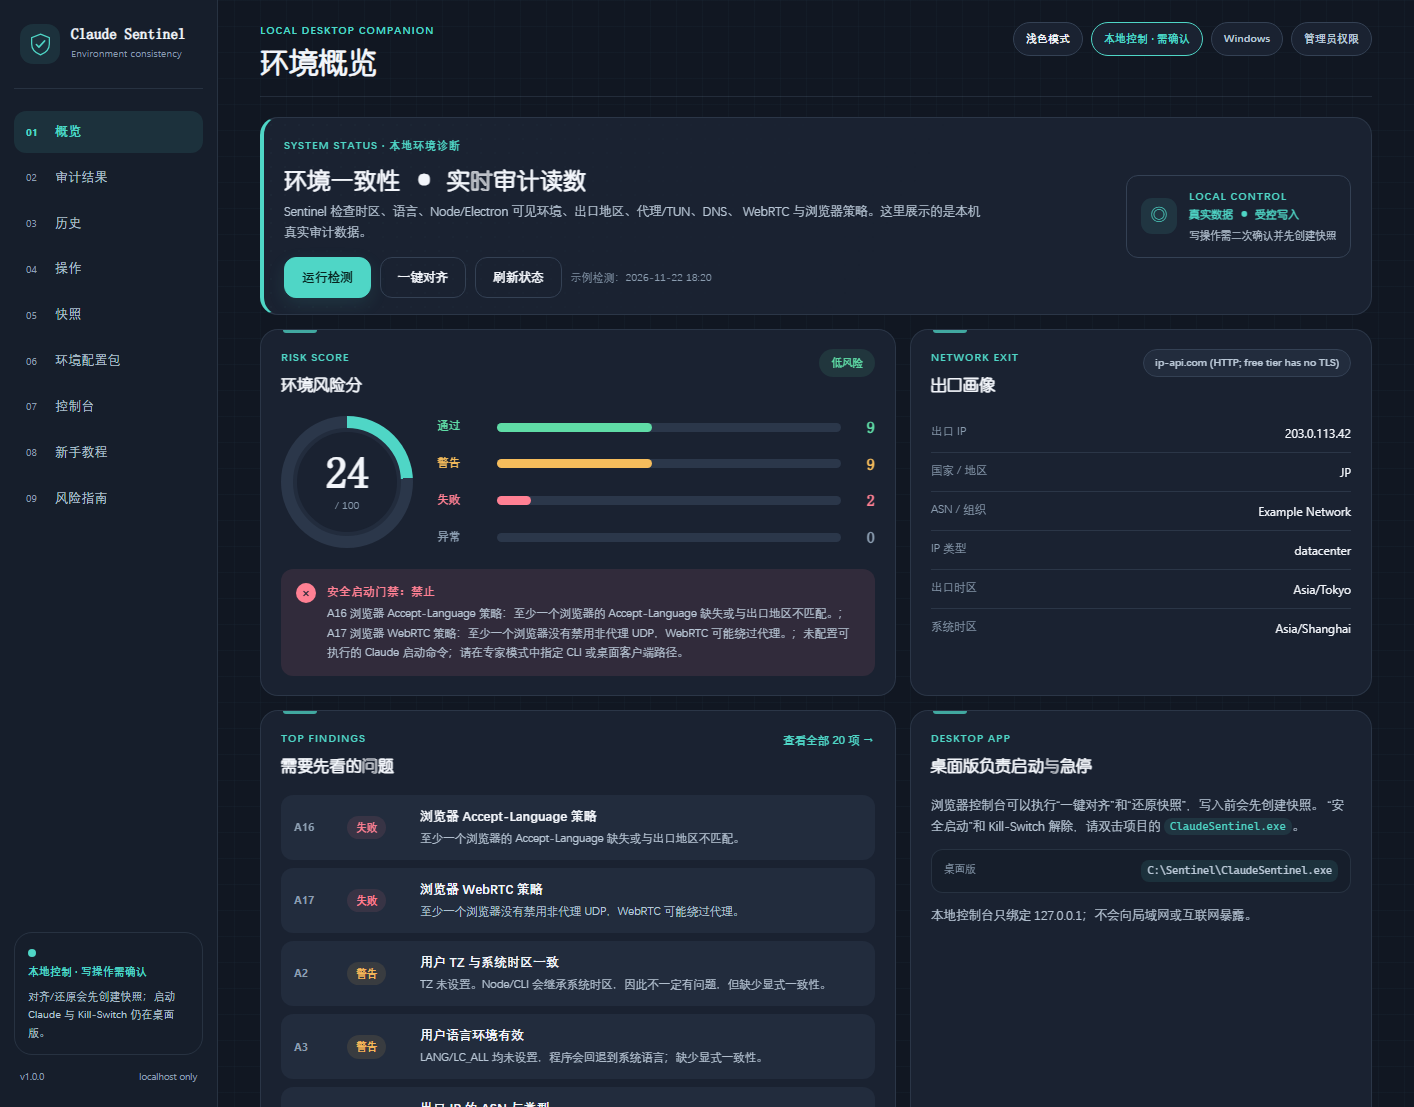 Claude Sentinel
Environment consistency
01 概览
02 审计结果
03 历史
04 操作
05 快照
06 环境配置包
07 控制台
08 新手教程
09 风险指南
本地控制 · 写操作需确认
对齐/还原会先创建快照；启动
Claude 与 Kill-Switch 仍在桌面
版。
v1.0.0
localhost only
LOCAL DESKTOP COMPANION
环境概览
浅色模式
本地控制 · 需确认
Windows
管理员权限
SYSTEM STATUS · 本地环境诊断
环境一致性 ● 实时审计读数
Sentinel 检查时区、语言、Node/Electron 可见环境、出口地区、代理/TUN、DNS、 WebRTC 与浏览器策略。这里展示的是本机
真实审计数据。
运行检测
一键对齐
刷新状态
示例检测：2026-11-22 18:20
LOCAL CONTROL
真实数据 ● 受控写入
写操作需二次确认并先创建快照
RISK SCORE
环境风险分
低风险
24
/ 100
通过 9
警告 9
失败 2
异常 0
安全启动门禁：禁止
A16 浏览器 Accept-Language 策略：至少一个浏览器的 Accept-Language 缺失或与出口地区不匹配。；
A17 浏览器 WebRTC 策略：至少一个浏览器没有禁用非代理 UDP，WebRTC 可能绕过代理。；未配置可
执行的 Claude 启动命令；请在专家模式中指定 CLI 或桌面客户端路径。
NETWORK EXIT
出口画像
ip-api.com (HTTP; free tier has no TLS)
出口 IP 203.0.113.42
国家 / 地区 JP
ASN / 组织 Example Network
IP 类型 datacenter
出口时区 Asia/Tokyo
系统时区 Asia/Shanghai
TOP FINDINGS
需要先看的问题
查看全部 20 项 →
A16 失败 浏览器 Accept-Language 策略
至少一个浏览器的 Accept-Language 缺失或与出口地区不匹配。
A17 失败 浏览器 WebRTC 策略
至少一个浏览器没有禁用非代理 UDP，WebRTC 可能绕过代理。
A2 警告 用户 TZ 与系统时区一致
TZ 未设置。Node/CLI 会继承系统时区，因此不一定有问题，但缺少显式一致性。
A3 警告 用户语言环境有效
LANG/LC_ALL 均未设置，程序会回退到系统语言；缺少显式一致性。
出口 IP 的 ASN 与类型
DESKTOP APP
桌面版负责启动与急停
浏览器控制台可以执行“一键对齐”和“还原快照”，写入前会先创建快照。 “安
全启动”和 Kill-Switch 解除，请双击项目的 ClaudeSentinel.exe 。
桌面版 C:\Sentinel\ClaudeSentinel.exe
本地控制台只绑定 127.0.0.1；不会向局域网或互联网暴露。